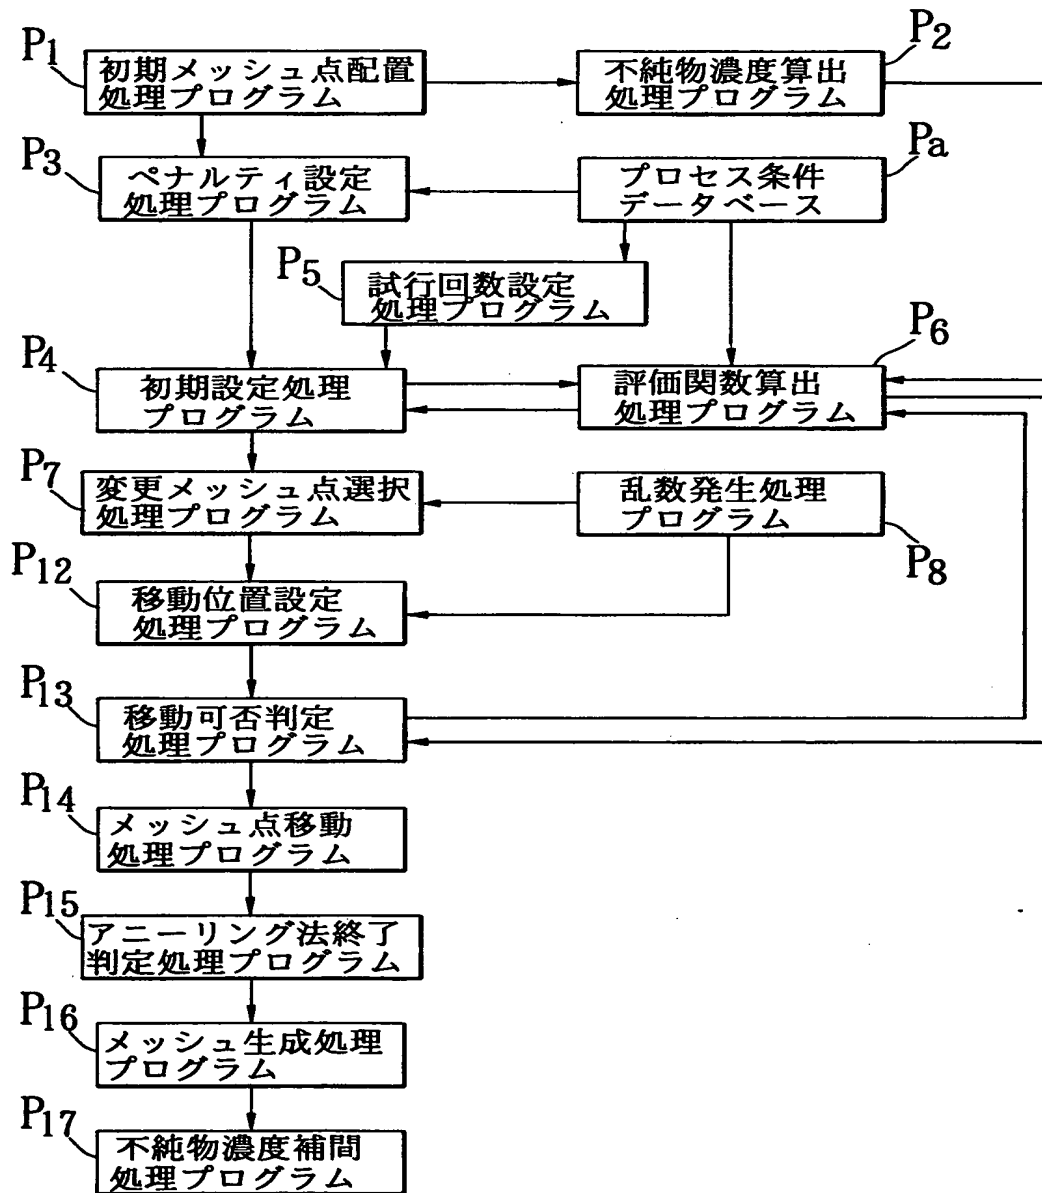 P1
初期メッシュ点配置
処理プログラム
P2
不純物濃度算出
処理プログラム
P3
ペナルティ設定
処理プログラム
Pa
プロセス条件
データベース
P5
試行回数設定
処理プログラム
P4
初期設定処理
プログラム
P6
評価関数算出
処理プログラム
P7
変更メッシュ点選択
処理プログラム
乱数発生処理
プログラム
P8
P12
移動位置設定
処理プログラム
P13
移動可否判定
処理プログラム
P14
メッシュ点移動
処理プログラム
P15
アニーリング法終了
判定処理プログラム
P16
メッシュ生成処理
プログラム
P17
不純物濃度補間
処理プログラム